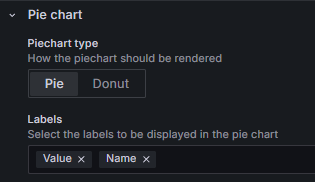 Pie chart
Piechart type
How the piechart should be rendered
Pie Donut
Labels
Select the labels to be displayed in the pie chart
Value × Name ×